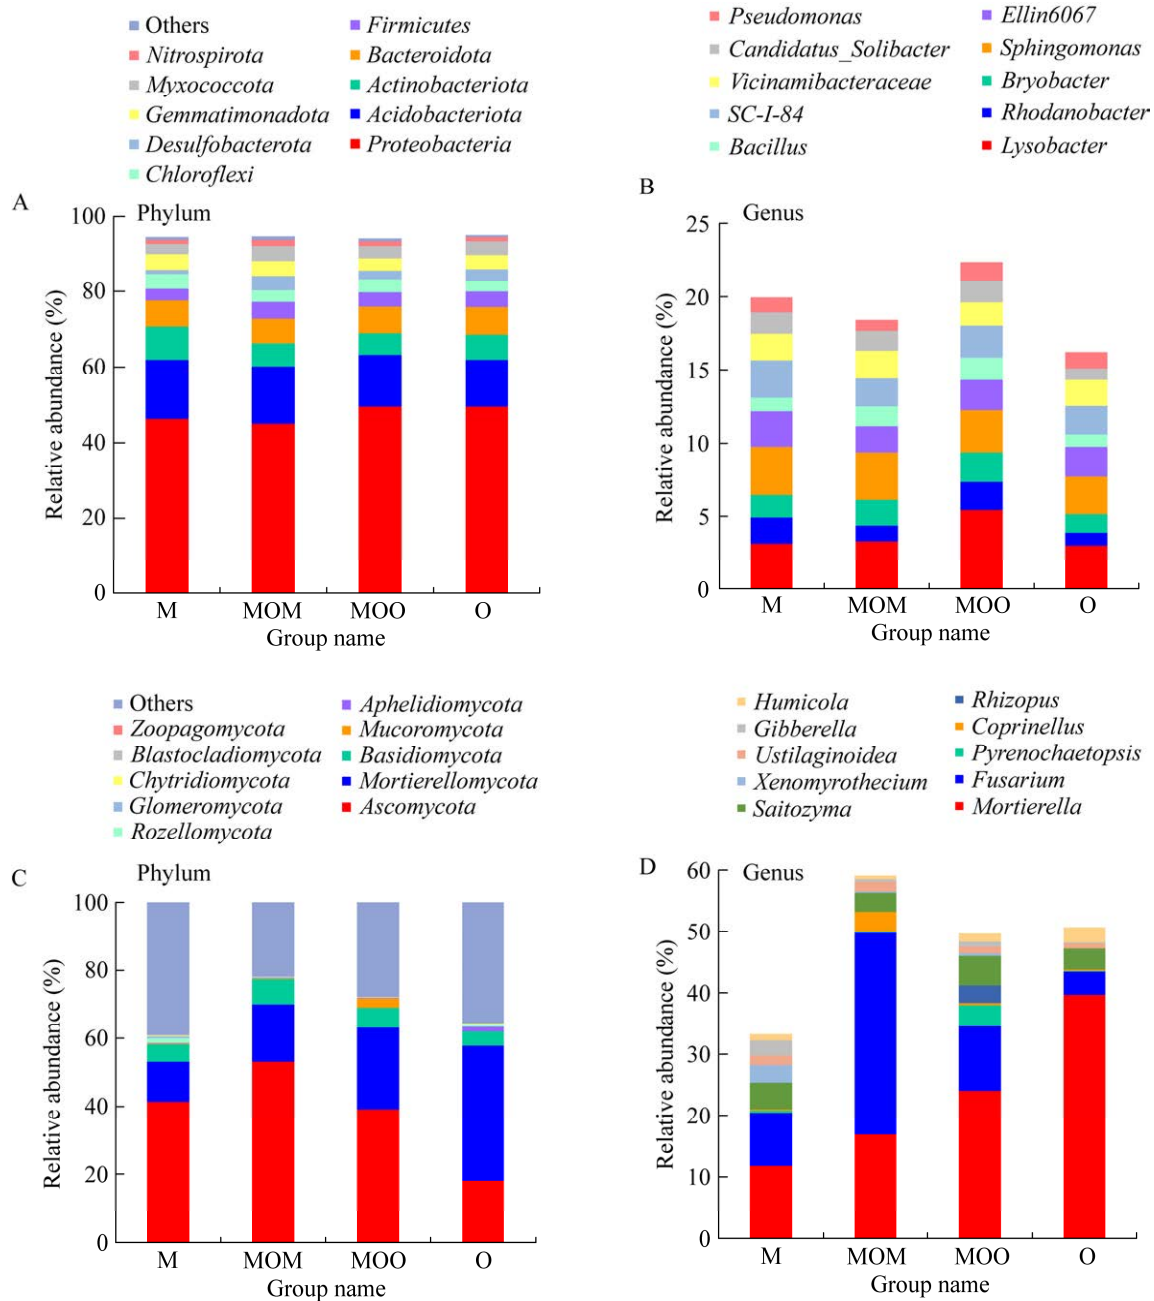 Others
Nitrospirota
Myxococcota
Gemmatimonadota
Desulfobacterota
Chloroflexi
Firmicutes
Bacteroidota
Actinobacteriota
Acidobacteriota
Proteobacteria
A
Phylum
Relative abundance (%)
100
80
60
40
20
0
M MOM MOO O
Group name
Pseudomonas
Candidatus_Solibacter
Vicinamibacteraceae
SC-I-84
Bacillus
Ellin6067
Sphingomonas
Bryobacter
Rhodanobacter
Lysobacter
B
Genus
Relative abundance (%)
25
20
15
10
5
0
M MOM MOO O
Group name
Others
Zoopagomycota
Blastocladiomycota
Chytridiomycota
Glomeromycota
Rozellomycota
Aphelidiomycota
Mucoromycota
Basidiomycota
Mortierellomycota
Ascomycota
C
Phylum
Relative abundance (%)
100
80
60
40
20
0
M MOM MOO O
Group name
Humicola
Gibberella
Ustilaginoidea
Xenomyrothecium
Saitozyma
Rhizopus
Coprinellus
Pyrenochaetopsis
Fusarium
Mortierella
D
Genus
Relative abundance (%)
60
50
40
30
20
10
0
M MOM MOO O
Group name